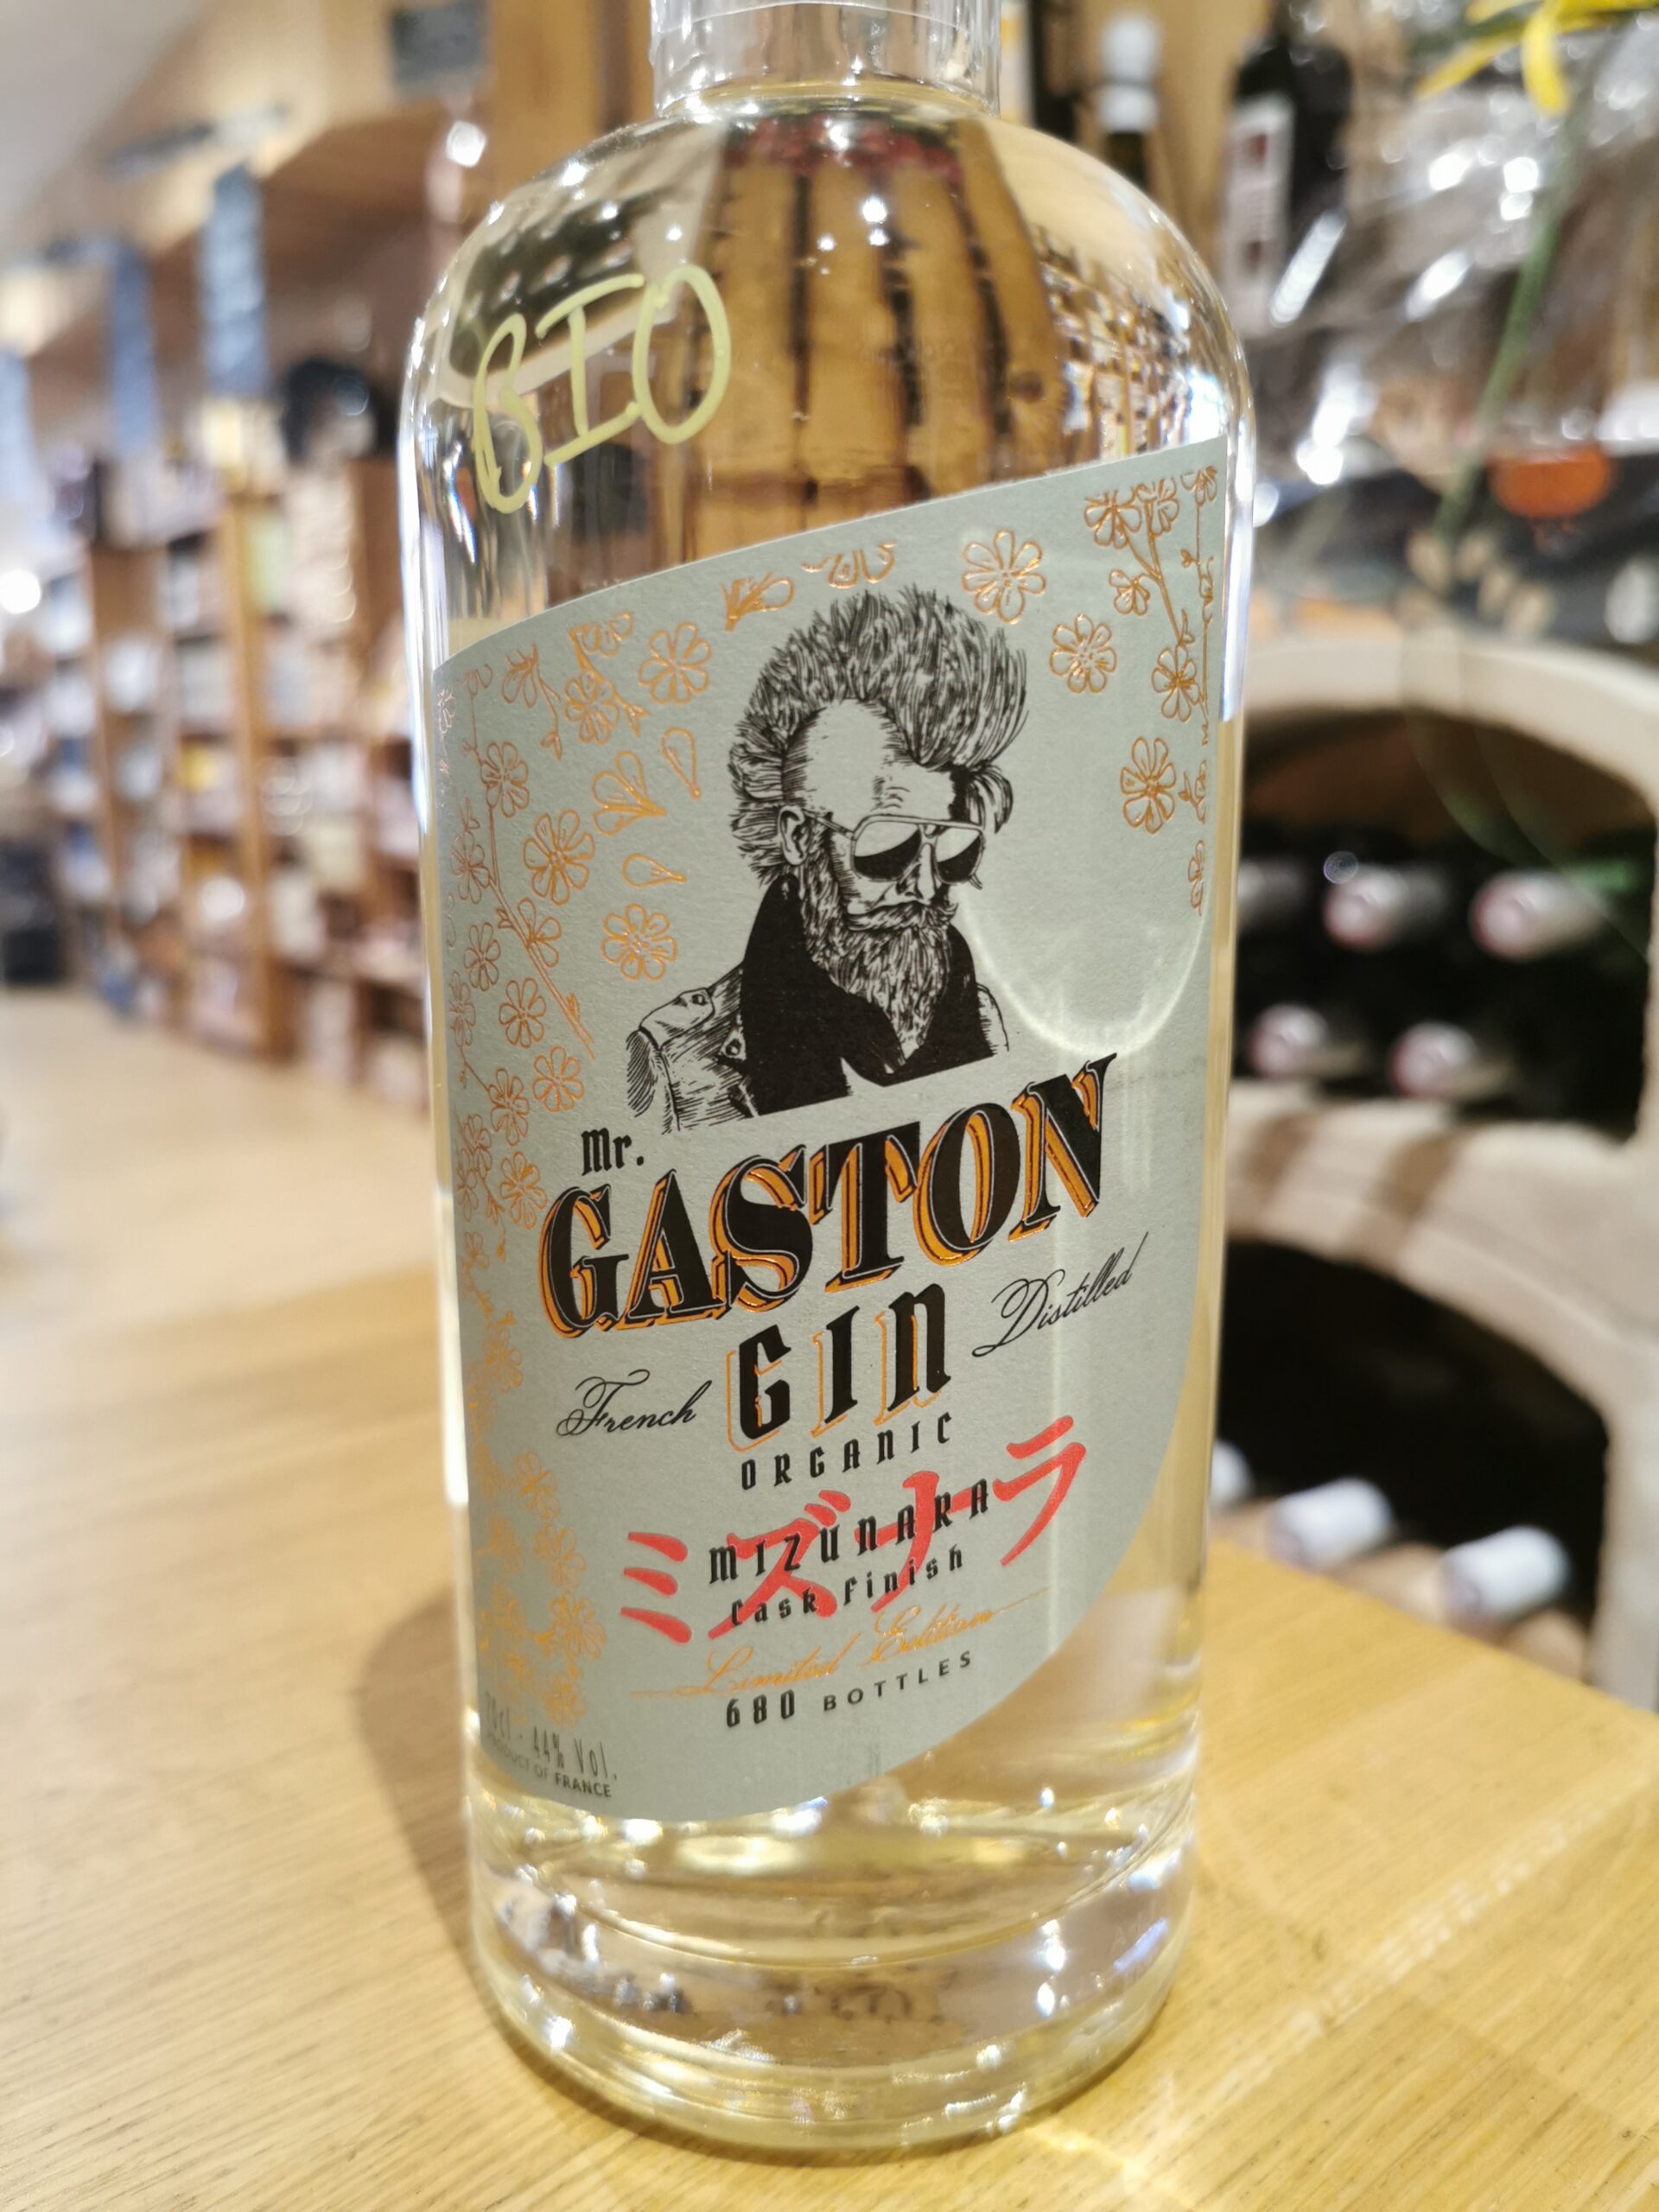 BIO
Mr.
GASTON
French GIN Distilled
ORGANIC
ミズナラ
MIZUNARA
Cask Finish
Limited Edition
680 BOTTLES
70cl - 44% Vol.
PRODUCT OF FRANCE